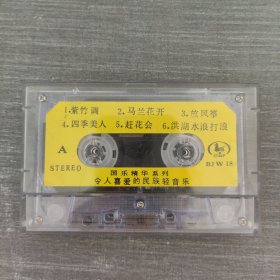 1.紫竹调 2.马兰花开 3.放风筝
4.四季美人 5.赶花会 6.洪湖水浪打浪
A
STEREO
BJW 18
国乐精华系列
令人喜爱的民族轻音乐